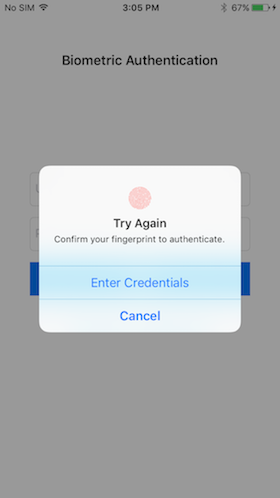 No SIM 3:05 PM 67%
Biometric Authentication
U
P
Try Again
Confirm your fingerprint to authenticate.
Enter Credentials
Cancel